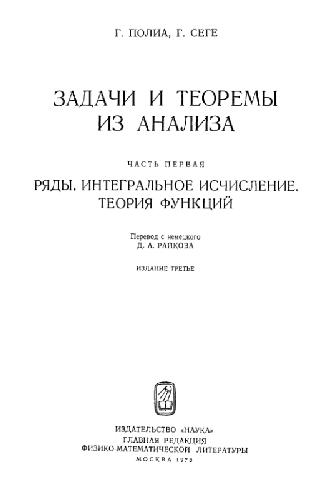 Г. ПОЛИА, Г. СЕГЕ
ЗАДАЧИ И ТЕОРЕМЫ
ИЗ АНАЛИЗА
ЧАСТЬ ПЕРВАЯ
РЯДЫ. ИНТЕГРАЛЬНОЕ ИСЧИСЛЕНИЕ.
ТЕОРИЯ ФУНКЦИЙ
Перевод с немецкого
Д. А. РАЙКОВА
ИЗДАНИЕ ТРЕТЬЕ
ИЗДАТЕЛЬСТВО «НАУКА»
ГЛАВНАЯ РЕДАКЦИЯ
ФИЗИКО-МАТЕМАТИЧЕСКОЙ ЛИТЕРАТУРЫ
МОСКВА 1978